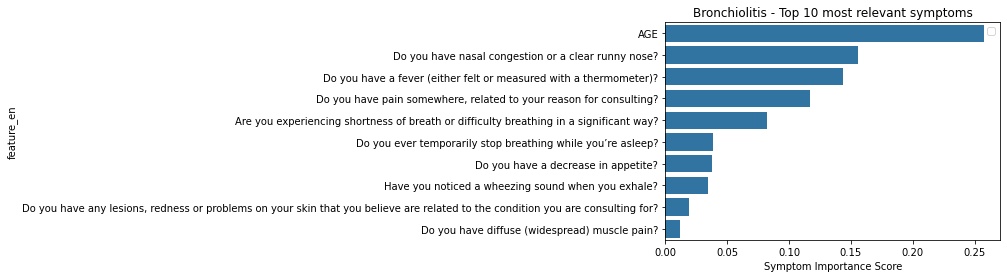 Bronchiolitis - Top 10 most relevant symptoms
feature_en
AGE
Do you have nasal congestion or a clear runny nose?
Do you have a fever (either felt or measured with a thermometer)?
Do you have pain somewhere, related to your reason for consulting?
Are you experiencing shortness of breath or difficulty breathing in a significant way?
Do you ever temporarily stop breathing while you’re asleep?
Do you have a decrease in appetite?
Have you noticed a wheezing sound when you exhale?
Do you have any lesions, redness or problems on your skin that you believe are related to the condition you are consulting for?
Do you have diffuse (widespread) muscle pain?
0.00 0.05 0.10 0.15 0.20 0.25
Symptom Importance Score